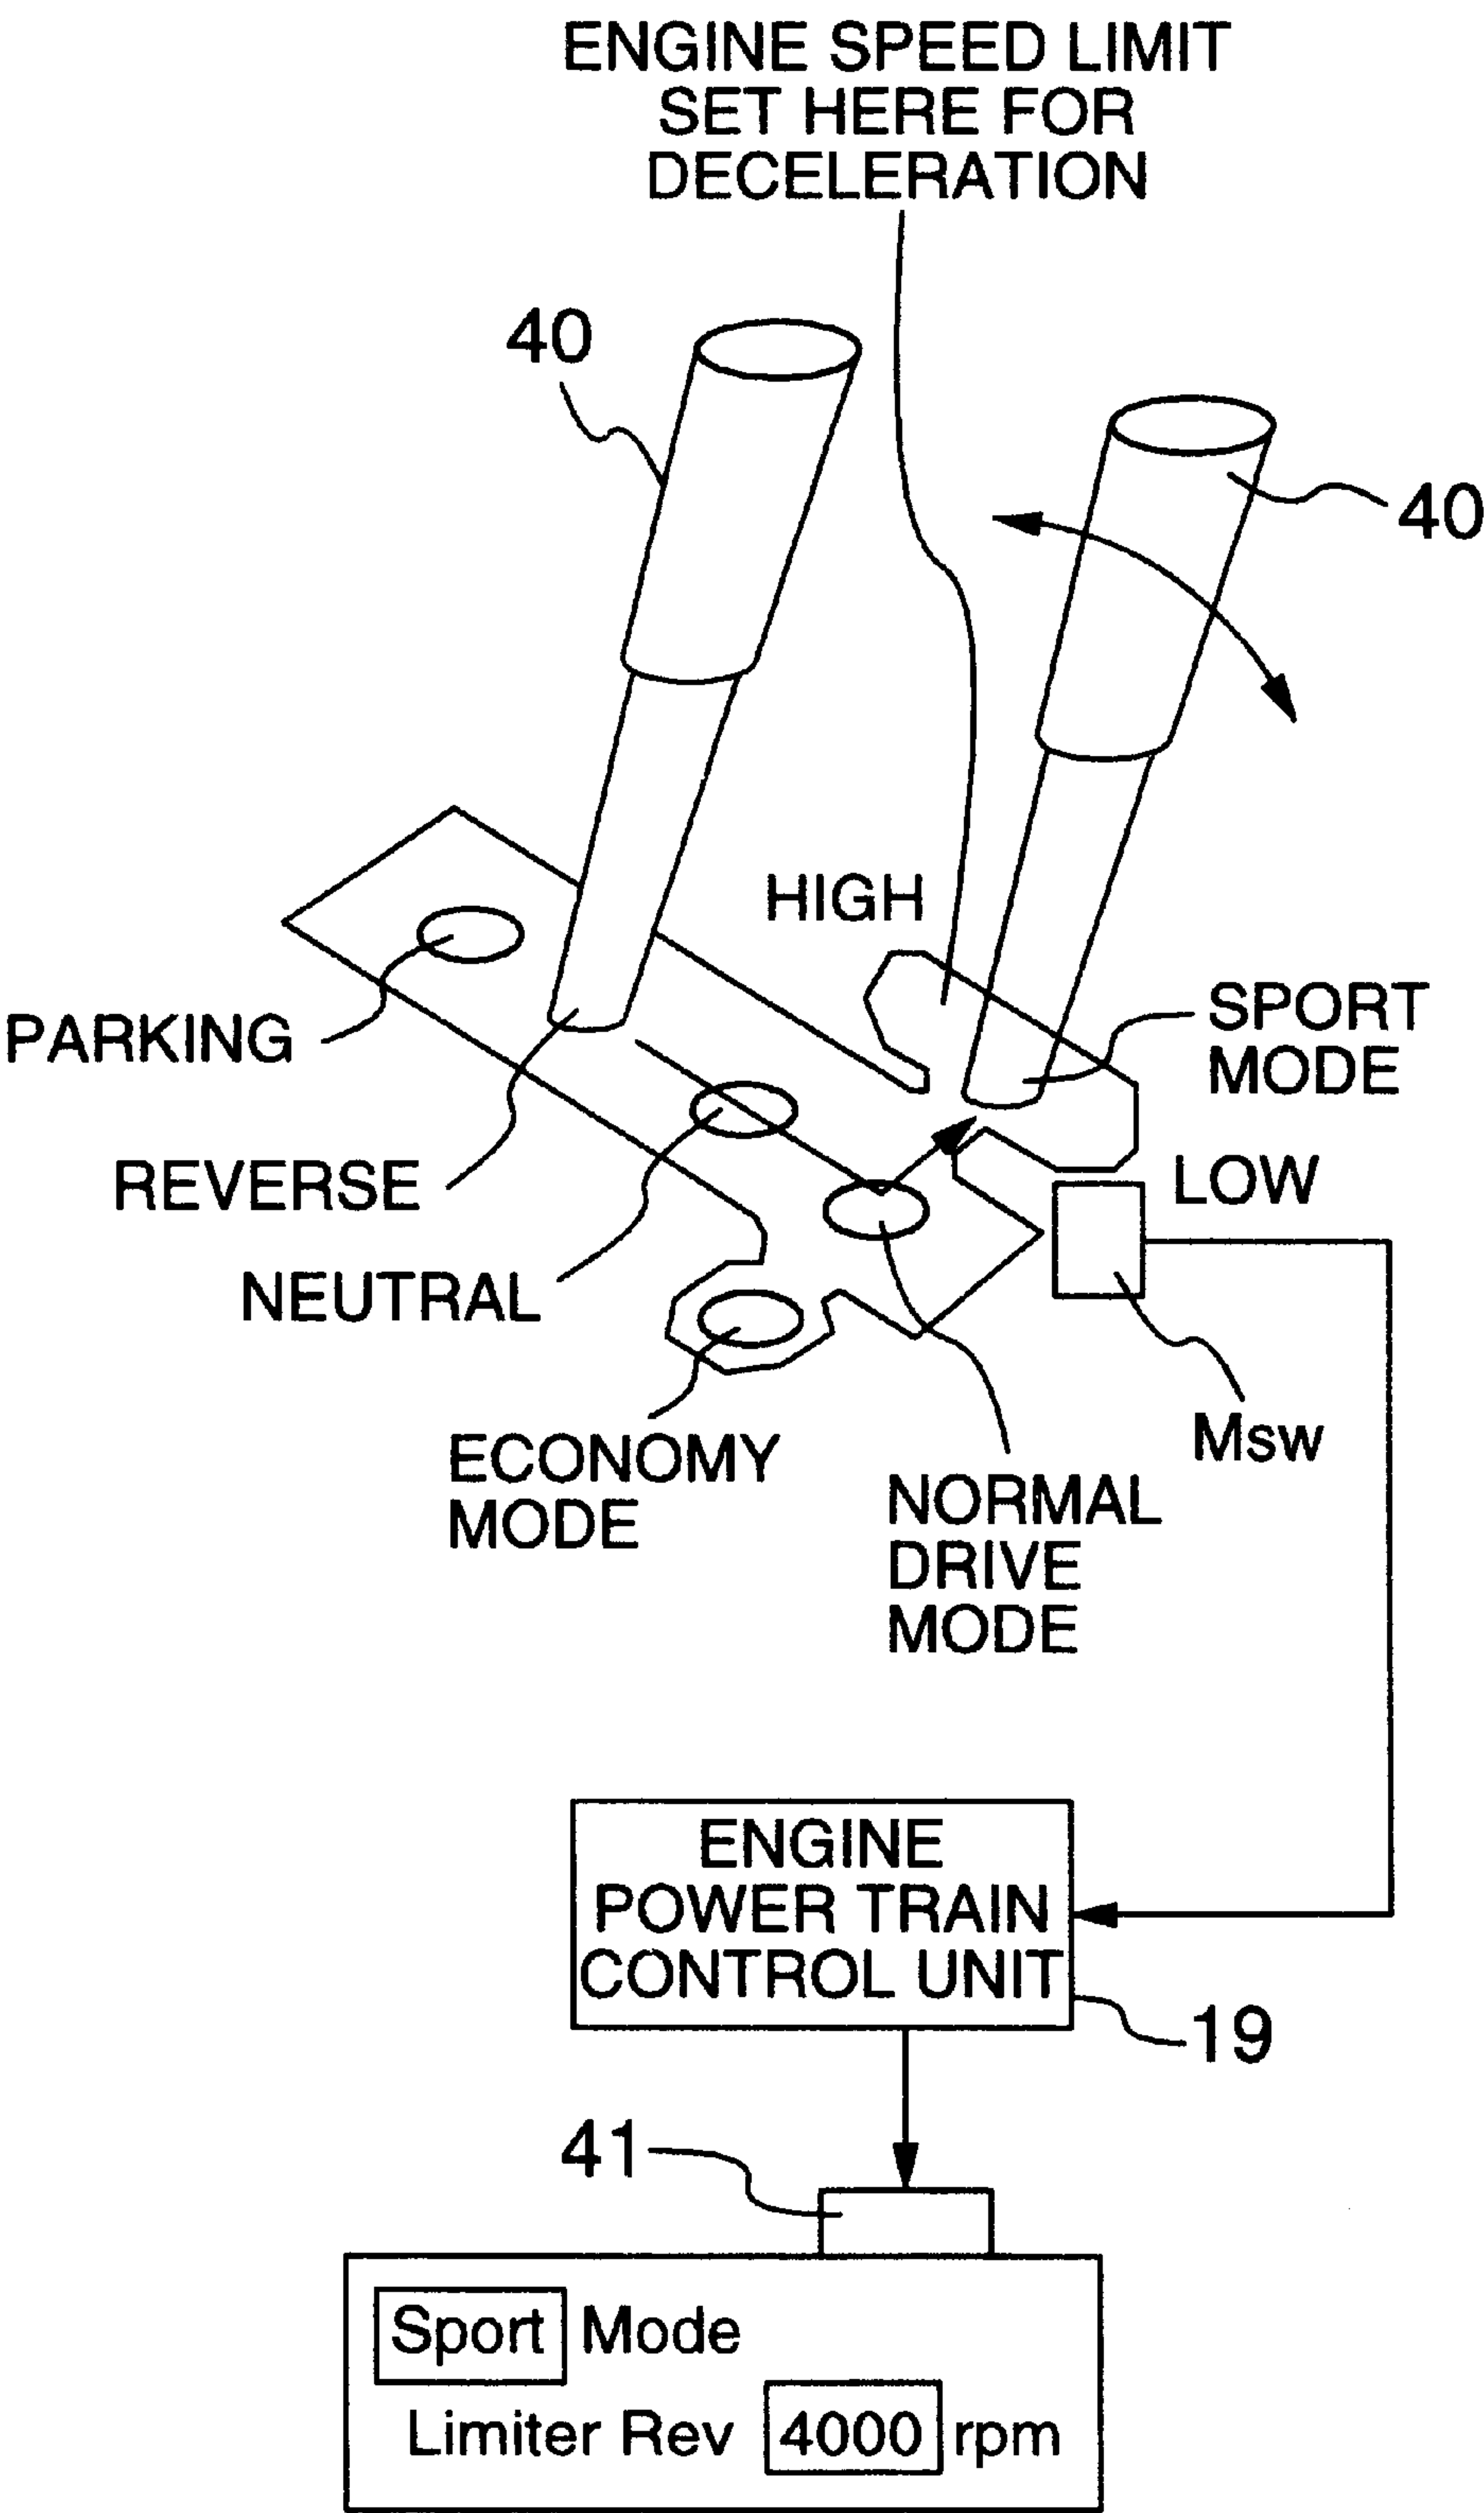 ENGINE SPEED LIMIT
SET HERE FOR
DECELERATION
40
40
HIGH
SPORT
MODE
PARKING
REVERSE
LOW
NEUTRAL
Msw
ECONOMY
MODE
NORMAL
DRIVE
MODE
ENGINE
POWER TRAIN
CONTROL UNIT
19
41
Sport Mode
Limiter Rev 4000 rpm